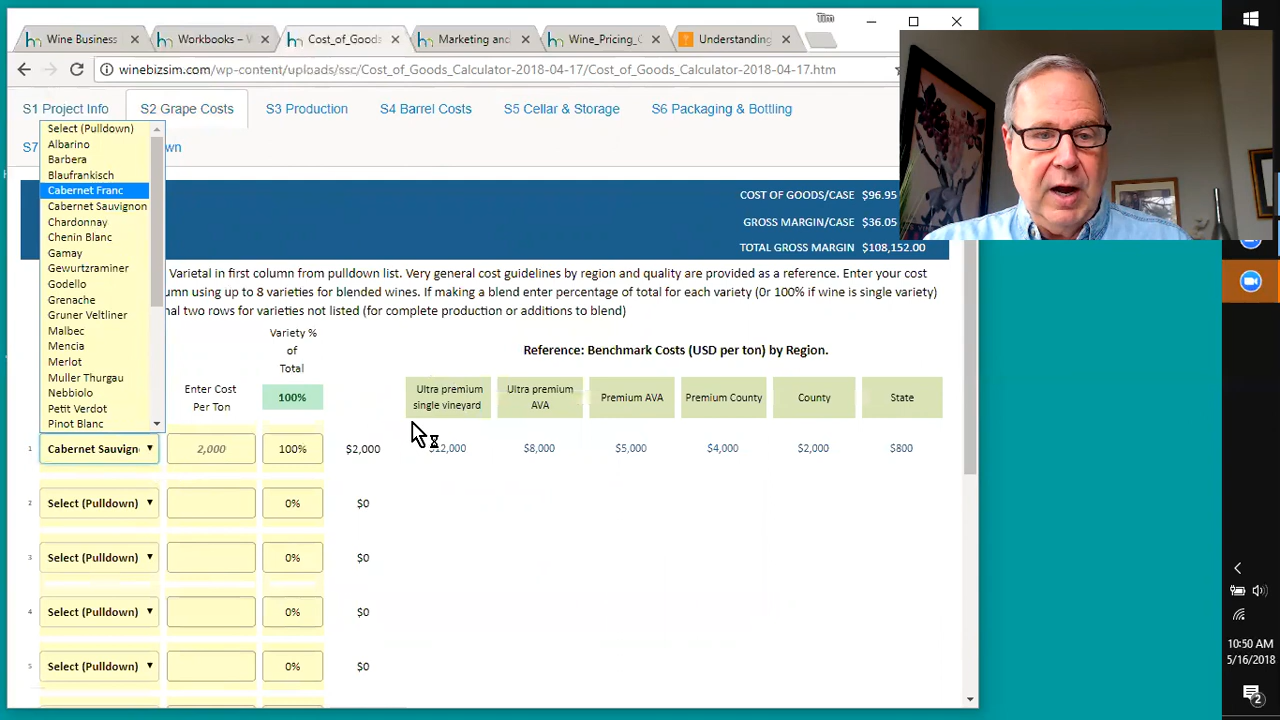 Tim
Wine Business
Workbooks –
Cost_of_Goods
Marketing and
Wine_Pricing_C
Understanding
winebizsim.com/wp-content/uploads/ssc/Cost_of_Goods_Calculator-2018-04-17/Cost_of_Goods_Calculator-2018-04-17.htm
S1 Project Info
S2 Grape Costs
S3 Production
S4 Barrel Costs
S5 Cellar & Storage
S6 Packaging & Bottling
S7
wn
COST OF GOODS/CASE $96.95
GROSS MARGIN/CASE $36.05
TOTAL GROSS MARGIN $108,152.00
Varietal in first column from pulldown list. Very general cost guidelines by region and quality are provided as a reference. Enter your cost
umn using up to 8 varieties for blended wines. If making a blend enter percentage of total for each variety (0r 100% if wine is single variety)
nal two rows for varieties not listed (for complete production or additions to blend)
Select (Pulldown)
Albarino
Barbera
Blaufrankisch
Cabernet Franc
Cabernet Sauvignon
Chardonnay
Chenin Blanc
Gamay
Gewurtzraminer
Godello
Grenache
Gruner Veltliner
Malbec
Mencia
Merlot
Muller Thurgau
Nebbiolo
Petit Verdot
Pinot Blanc
Enter Cost
Per Ton
Variety %
of
Total
100%
Reference: Benchmark Costs (USD per ton) by Region.
Ultra premium
single vineyard
Ultra premium
AVA
Premium AVA
Premium County
County
State
1 Cabernet Sauvign 2,000 100% $2,000 $12,000 $8,000 $5,000 $4,000 $2,000 $800
2 Select (Pulldown) 0% $0
3 Select (Pulldown) 0% $0
4 Select (Pulldown) 0% $0
5 Select (Pulldown) 0% $0
10:50 AM
5/16/2018
2